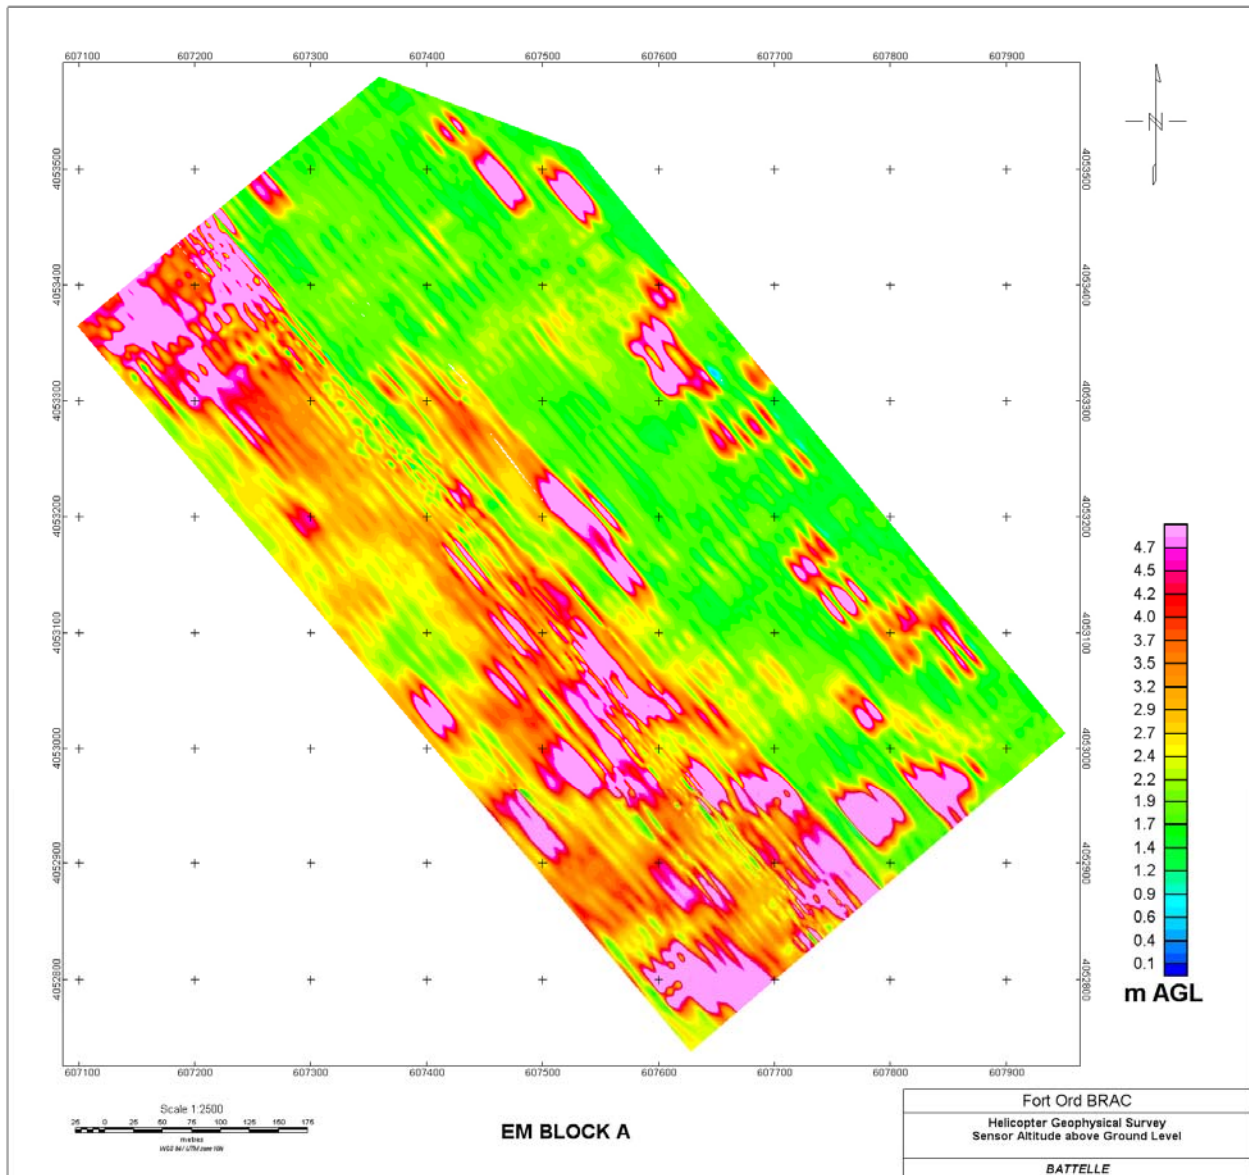 607100 607200 607300 607400 607500 607600 607700 607800 607900
4053500 4053500
4053400 4053400
4053300 4053300
4053200 4053200
4053100 4053100
4053000 4053000
4052900 4052900
4052800 4052800
607100 607200 607300 607400 607500 607600 607700 607800 607900
N
4.7
4.5
4.2
4.0
3.7
3.5
3.2
2.9
2.7
2.4
2.2
1.9
1.7
1.4
1.2
0.9
0.6
0.4
0.1
m AGL
Scale 1:2500
25 0 25 50 75 100 125 150 175
metres
WGS 84 / UTM zone 10N
EM BLOCK A
Fort Ord BRAC
Helicopter Geophysical Survey
Sensor Altitude above Ground Level
BATTELLE